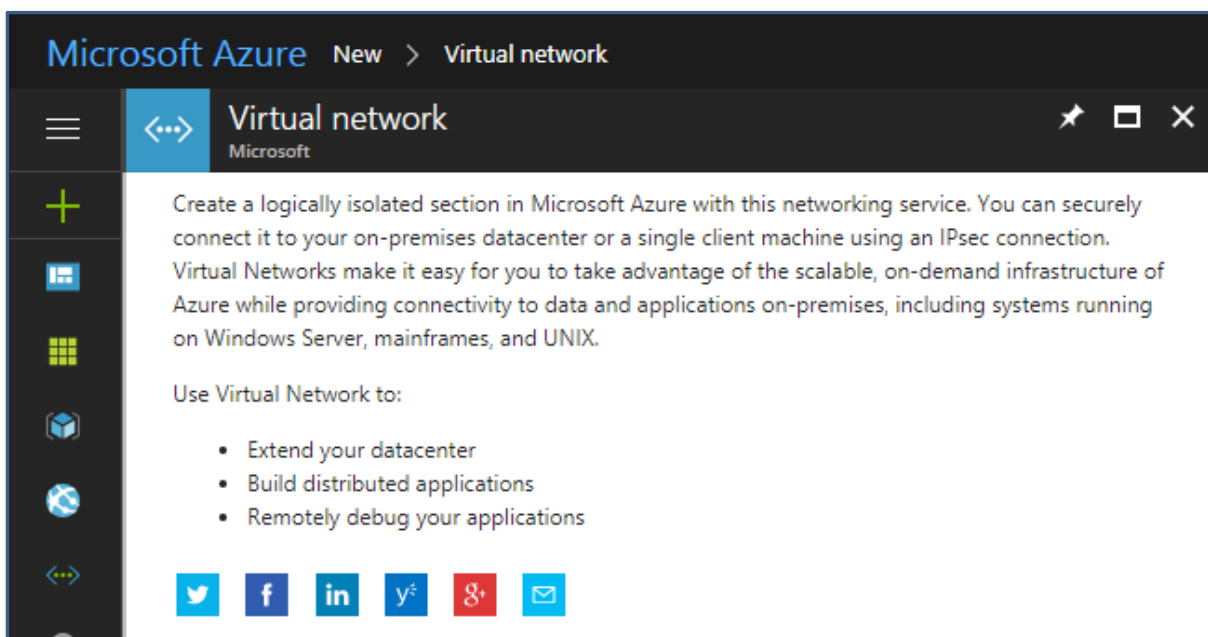 Microsoft Azure New > Virtual network
Virtual network
Microsoft
Create a logically isolated section in Microsoft Azure with this networking service. You can securely
connect it to your on-premises datacenter or a single client machine using an IPsec connection.
Virtual Networks make it easy for you to take advantage of the scalable, on-demand infrastructure of
Azure while providing connectivity to data and applications on-premises, including systems running
on Windows Server, mainframes, and UNIX.
Use Virtual Network to:
• Extend your datacenter
• Build distributed applications
• Remotely debug your applications
f in y g+